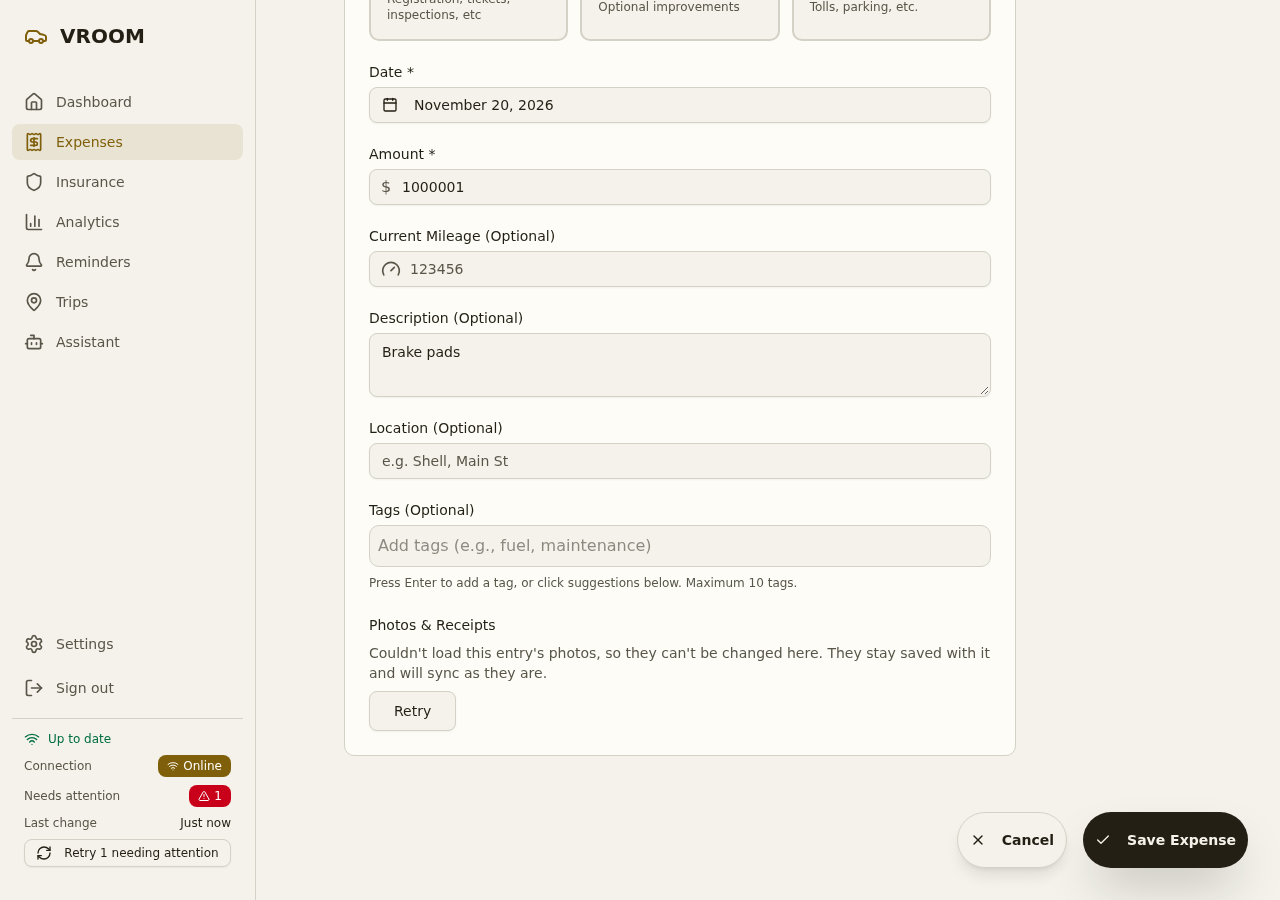 VROOM
Dashboard
Expenses
Insurance
Analytics
Reminders
Trips
Assistant
Settings
Sign out
Up to date
Connection
Online
Needs attention
1
Last change
Just now
Retry 1 needing attention
Registration, tickets,
inspections, etc
Optional improvements
Tolls, parking, etc.
Date *
November 20, 2026
Amount *
$ 1000001
Current Mileage (Optional)
123456
Description (Optional)
Brake pads
Location (Optional)
e.g. Shell, Main St
Tags (Optional)
Add tags (e.g., fuel, maintenance)
Press Enter to add a tag, or click suggestions below. Maximum 10 tags.
Photos & Receipts
Couldn't load this entry's photos, so they can't be changed here. They stay saved with it
and will sync as they are.
Retry
Cancel
Save Expense